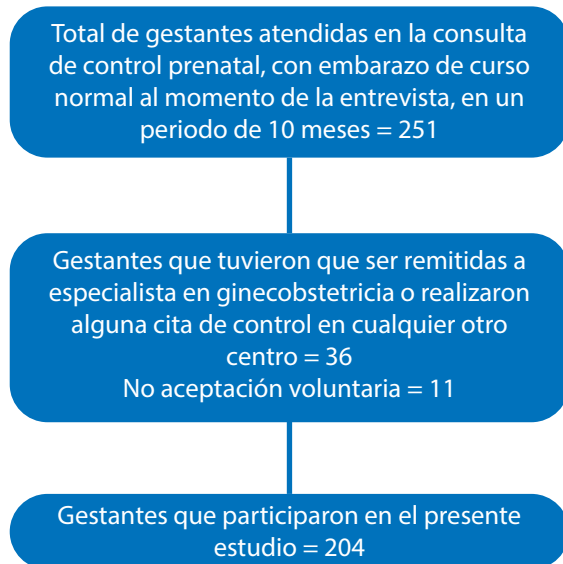 Total de gestantes atendidas en la consulta
de control prenatal, con embarazo de curso
normal al momento de la entrevista, en un
periodo de 10 meses = 251
Gestantes que tuvieron que ser remitidas a
especialista en ginecobstetricia o realizaron
alguna cita de control en cualquier otro
centro = 36
No aceptación voluntaria = 11
Gestantes que participaron en el presente
estudio = 204